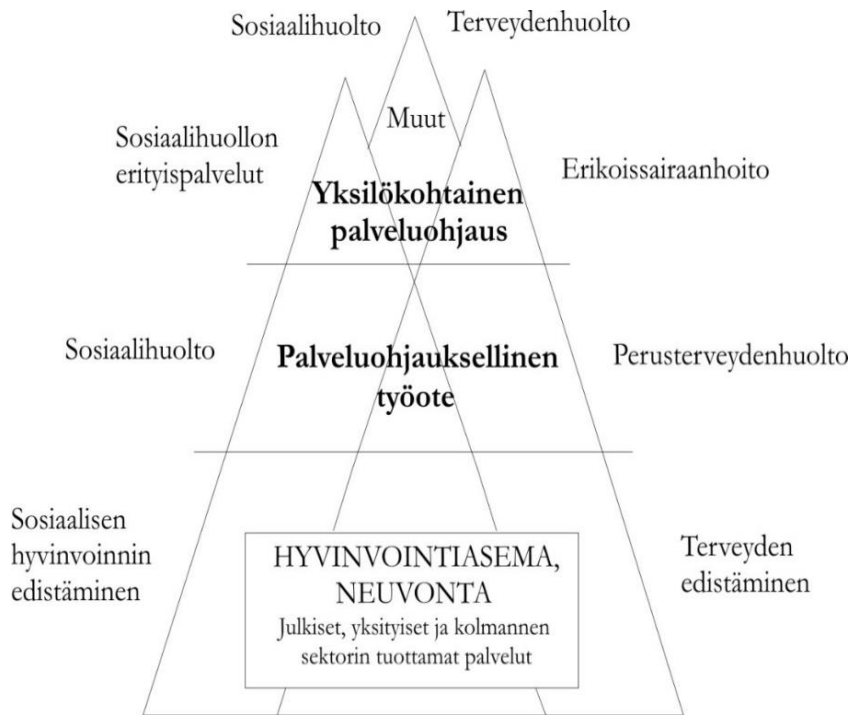 Sosiaalihuolto
Terveydenhuolto
Muut
Sosiaalihuollon
erityispalvelut
Erikoissairaanhoito
Yksilökohtainen
palveluohjaus
Sosiaalihuolto
Palveluohjauksellinen
työote
Perusterveydenhuolto
Sosiaalisen
hyvinvoinnin
edistäminen
HYVINVOINTIASEMA,
NEUVONTA
Julkiset, yksityiset ja kolmannen
sektorin tuottamat palvelut
Terveyden
edistäminen